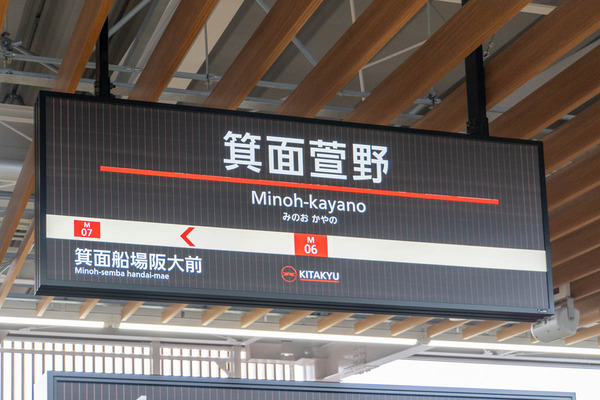 箕面萱野
Minoh-kayano
みのお かやの
M
07
M
06
箕面船場阪大前
Minoh-semba handai-mae
KITAKYU